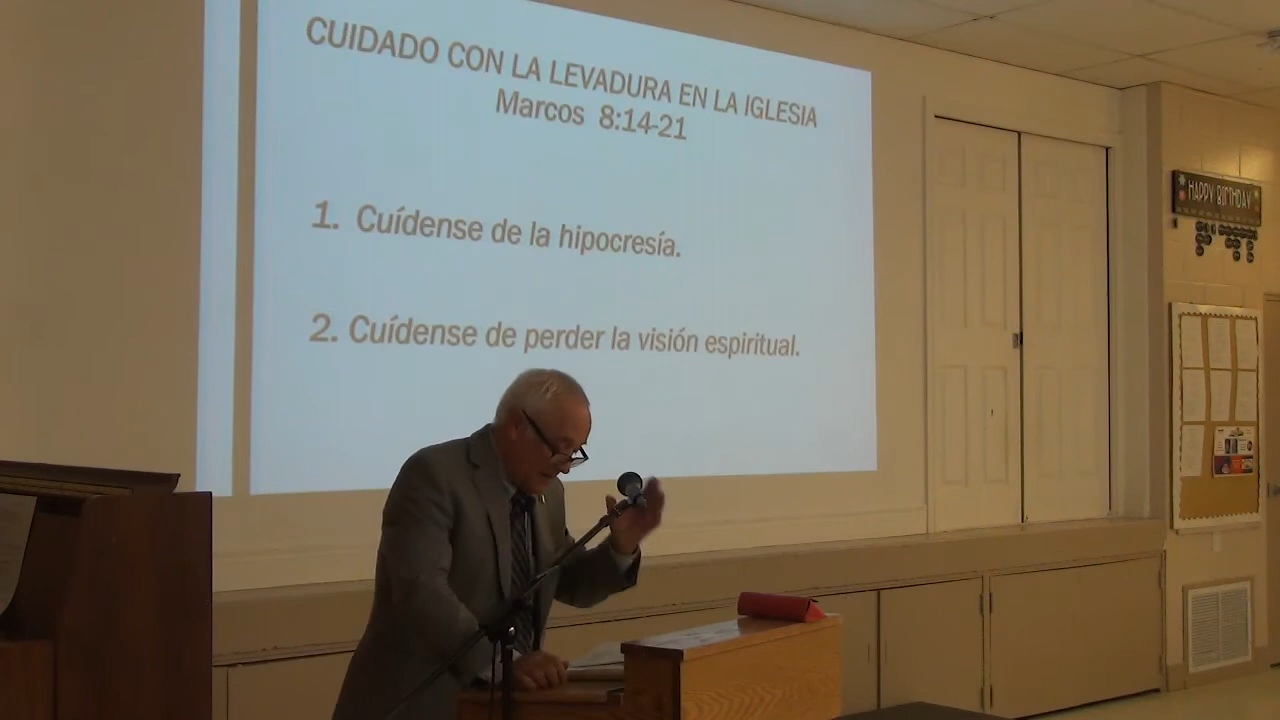 CUIDADO CON LA LEVADURA EN LA IGLESIA
Marcos 8:14-21
1. Cuídense de la hipocresía.
2. Cuídense de perder la visión espiritual.
HAPPY BIRTHDAY